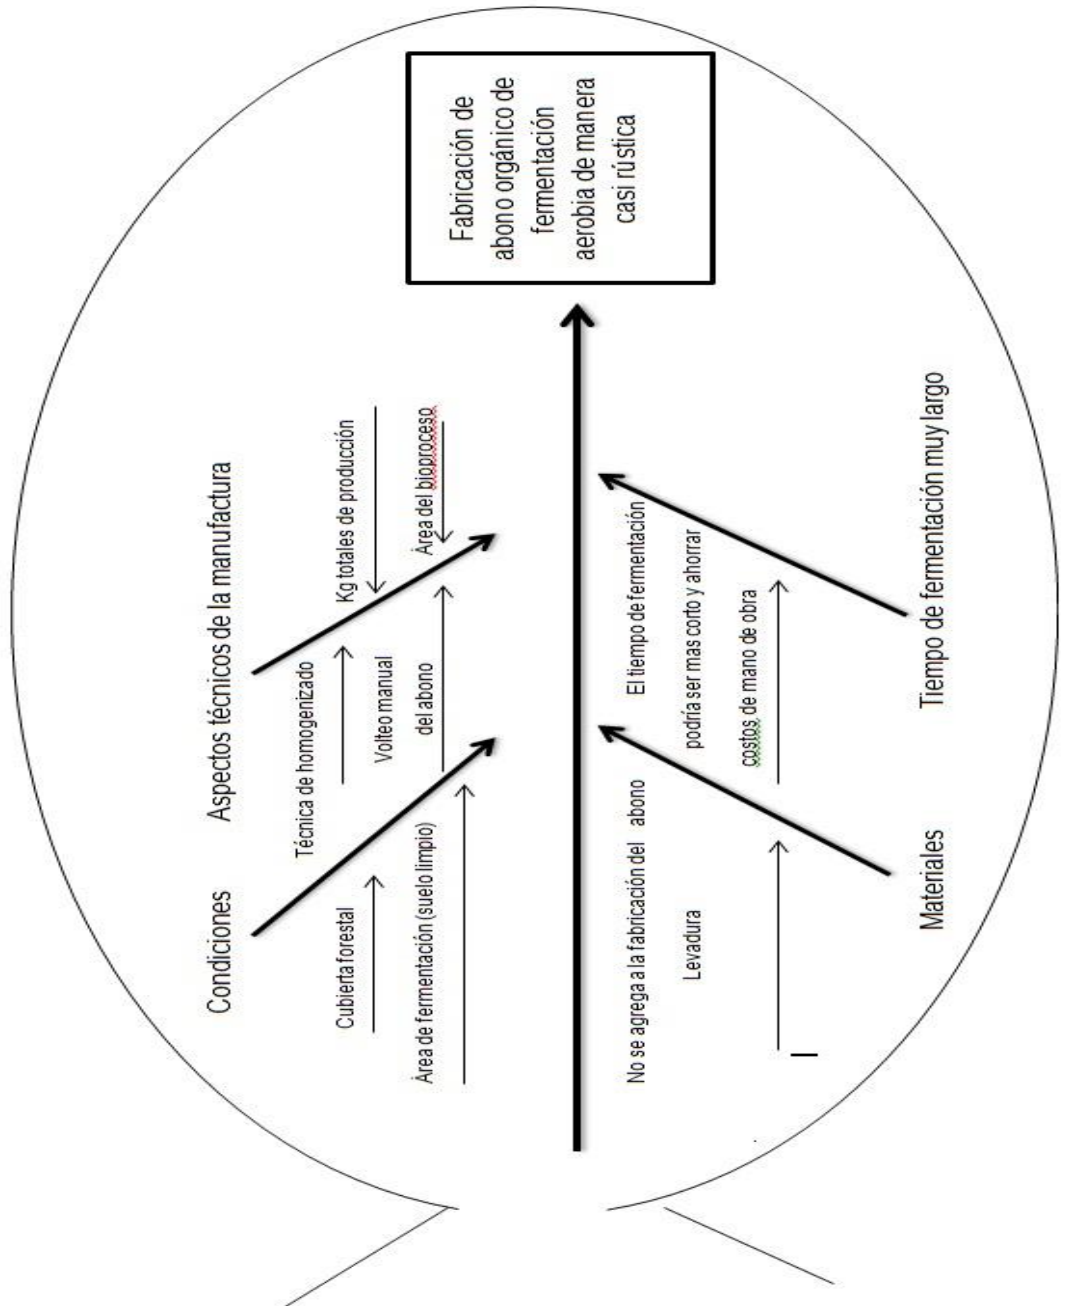 Condiciones
Aspectos técnicos de la manufactura
Técnica de homogenizado
Cubierta forestal
Kg totales de producción
Volteo manual
del abono
Área de fermentación (suelo limpio)
Área del bioproceso
Fabricación de
abono orgánico de
fermentación
aerobia de manera
casi rústica
No se agrega a la fabricación del abono
Levadura
El tiempo de fermentación
podría ser mas corto y ahorrar
costos de mano de obra
Materiales
Tiempo de fermentación muy largo